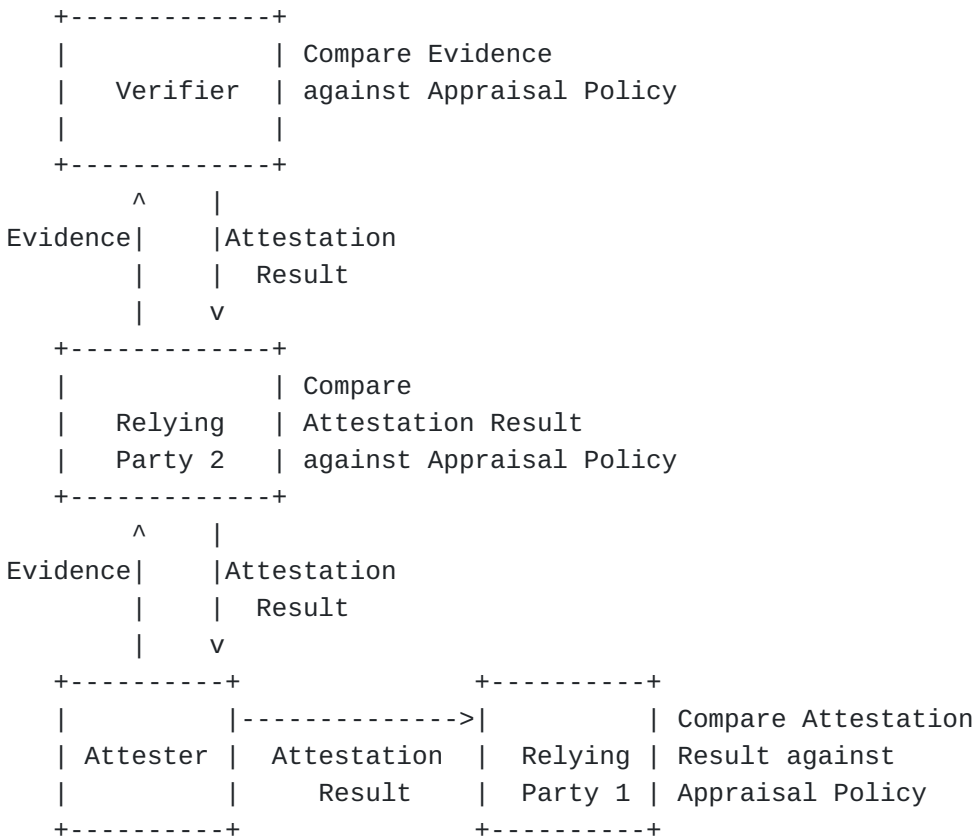 Compare Evidence
Verifier against Appraisal Policy
Evidence Attestation
Result
Compare
Relying Attestation Result
Party 2 against Appraisal Policy
Evidence Attestation
Result
Compare Attestation
Attester Attestation Relying Result against
Result Party 1 Appraisal Policy